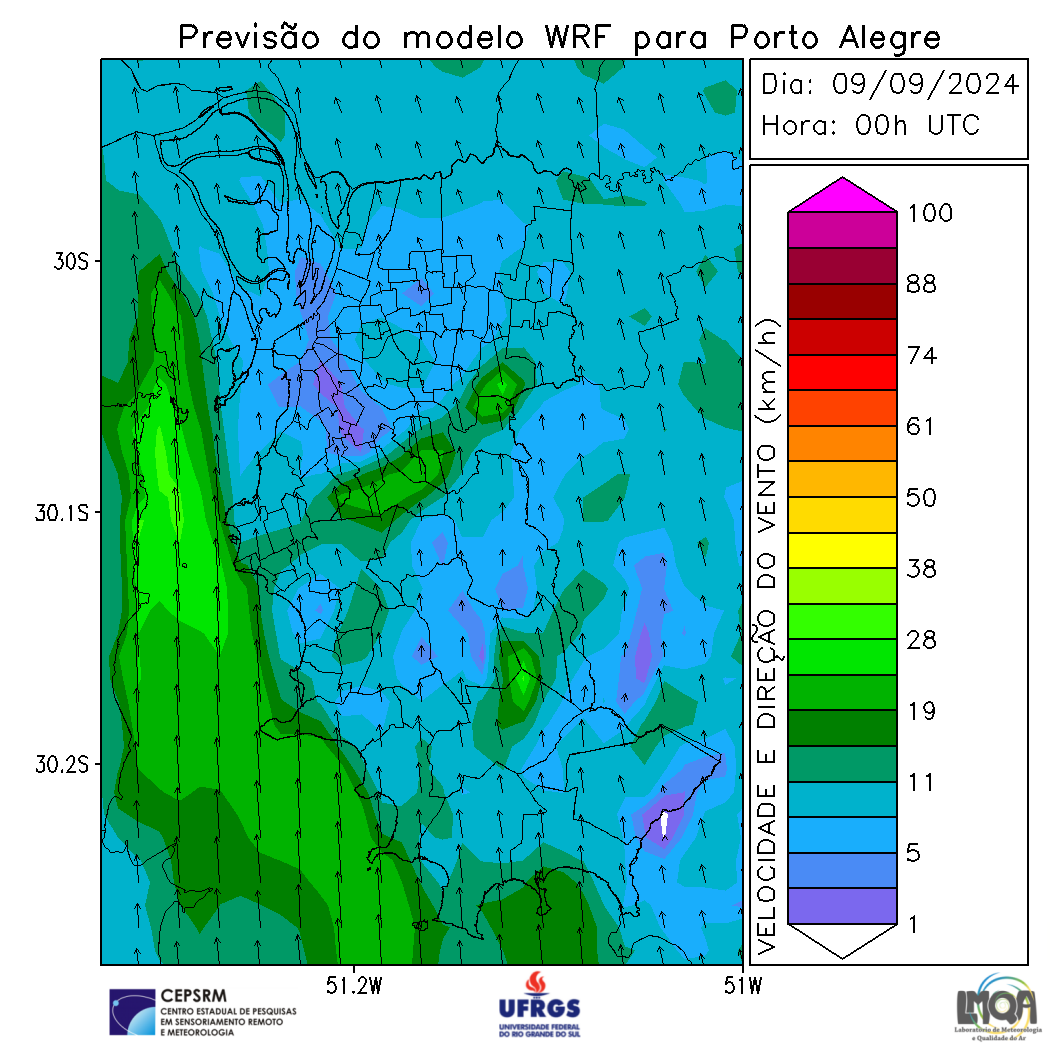 Previsão do modelo WRF para Porto Alegre
Dia: 09/09/2024
Hora: 00h UTC
30S
30.1S
30.2S
51.2W
51W
VELOCIDADE E DIREÇÃO DO VENTO (km/h)
100
88
74
61
50
38
28
19
11
5
1
CEPSRM
CENTRO ESTADUAL DE PESQUISAS
EM SENSORIAMENTO REMOTO
E METEOROLOGIA
UFRGS
UNIVERSIDADE FEDERAL
DO RIO GRANDE DO SUL
LMQA
Laboratório de Meteorologia
e Qualidade do Ar